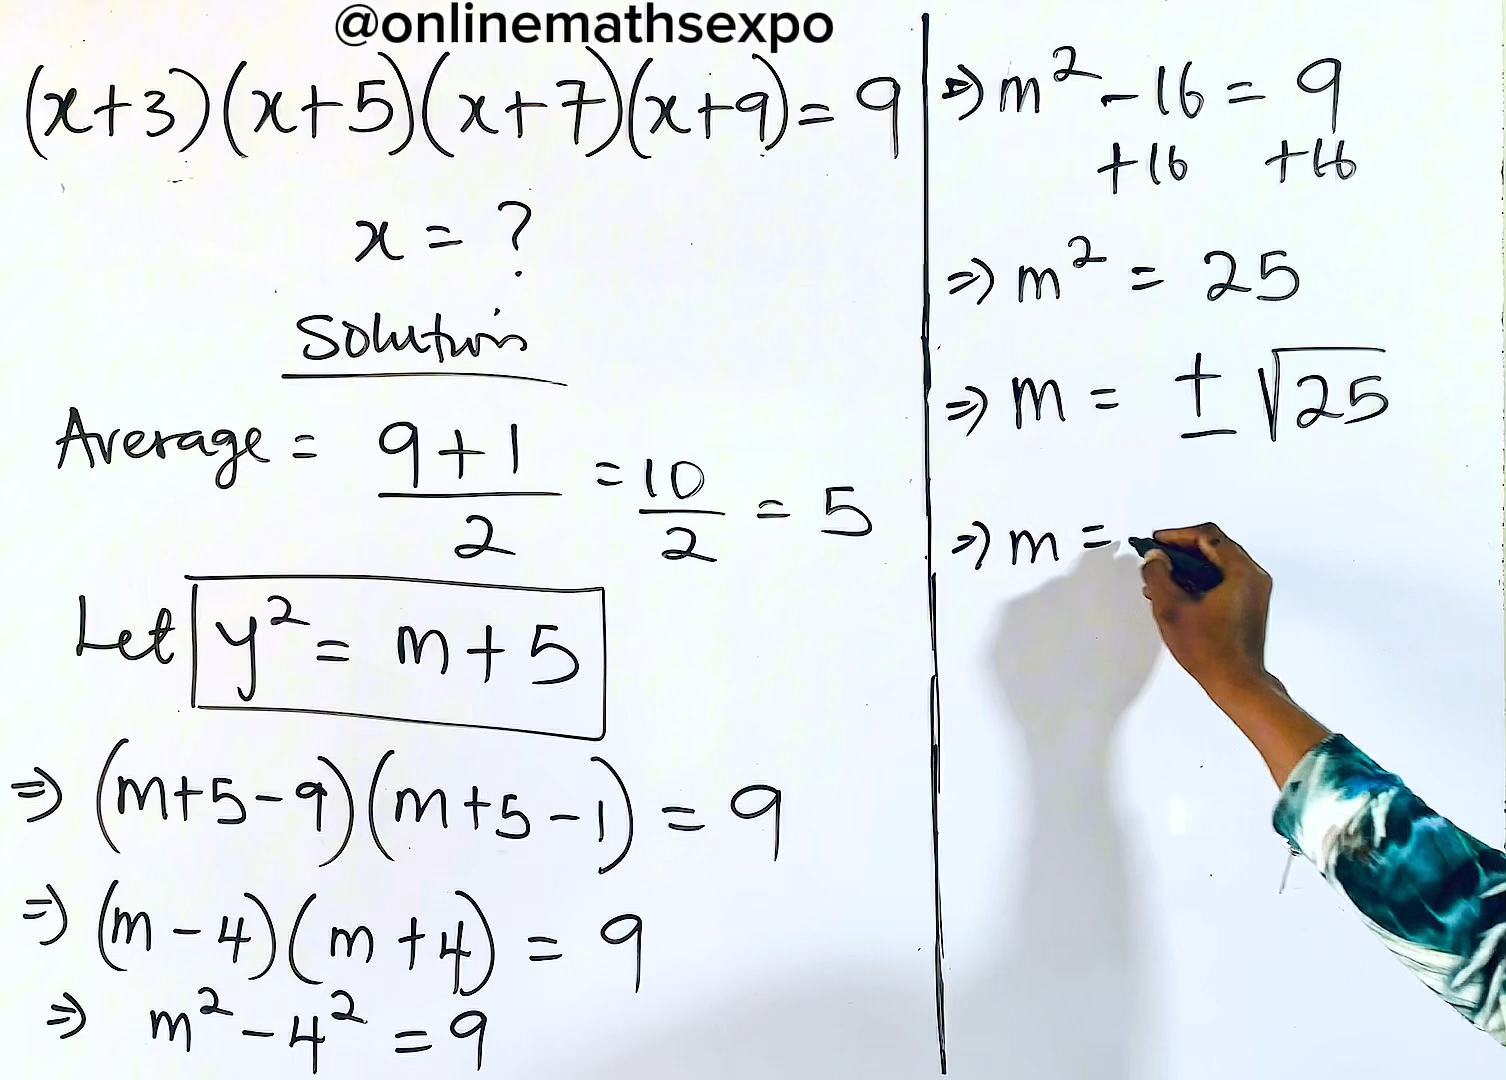 @onlinemathsexpo
(x+3)(x+5)(x+7)(x+9)=9
x = ?
Solution
Average = 9+1/2 = 10/2 = 5
Let y² = m+5
⇒ (m+5-9)(m+5-1) = 9
⇒ (m-4)(m+4) = 9
⇒ m²-4² = 9
⇒ m² - 16 = 9
+16 +16
⇒ m² = 25
⇒ m = ± √25
⇒ m =